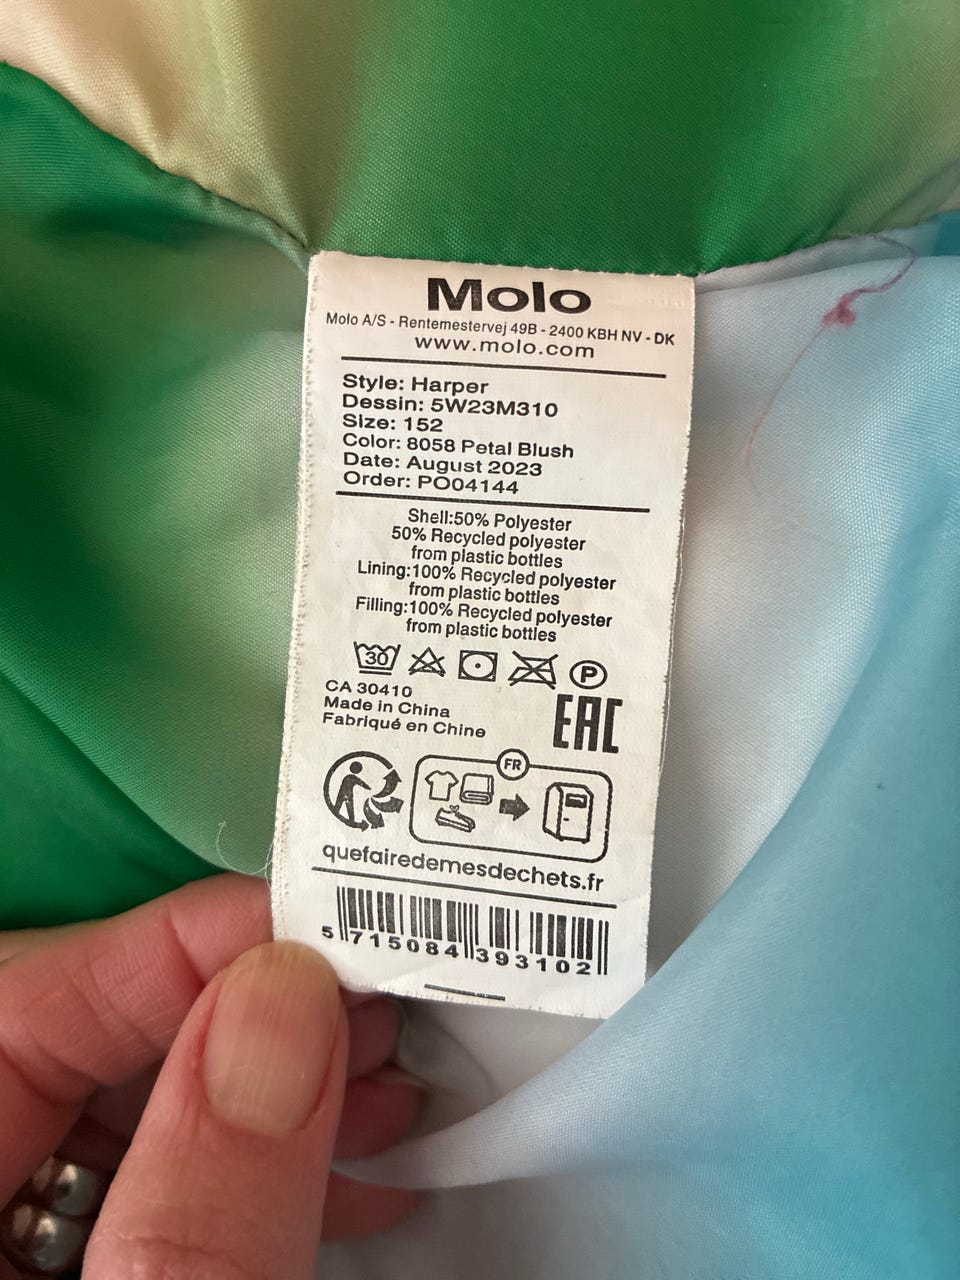 Molo
Molo A/S - Rentemestervej 49B - 2400 KBH NV - DK
www.molo.com
Style: Harper
Dessin: 5W23M310
Size: 152
Color: 8058 Petal Blush
Date: August 2023
Order: PO04144
Shell:50% Polyester
50% Recycled polyester
from plastic bottles
Lining:100% Recycled polyester
from plastic bottles
Filling:100% Recycled polyester
from plastic bottles
30 P
CA 30410
Made in China
Fabriqué en Chine
EAC
FR
quefairedemesdechets.fr
5 715084 393102